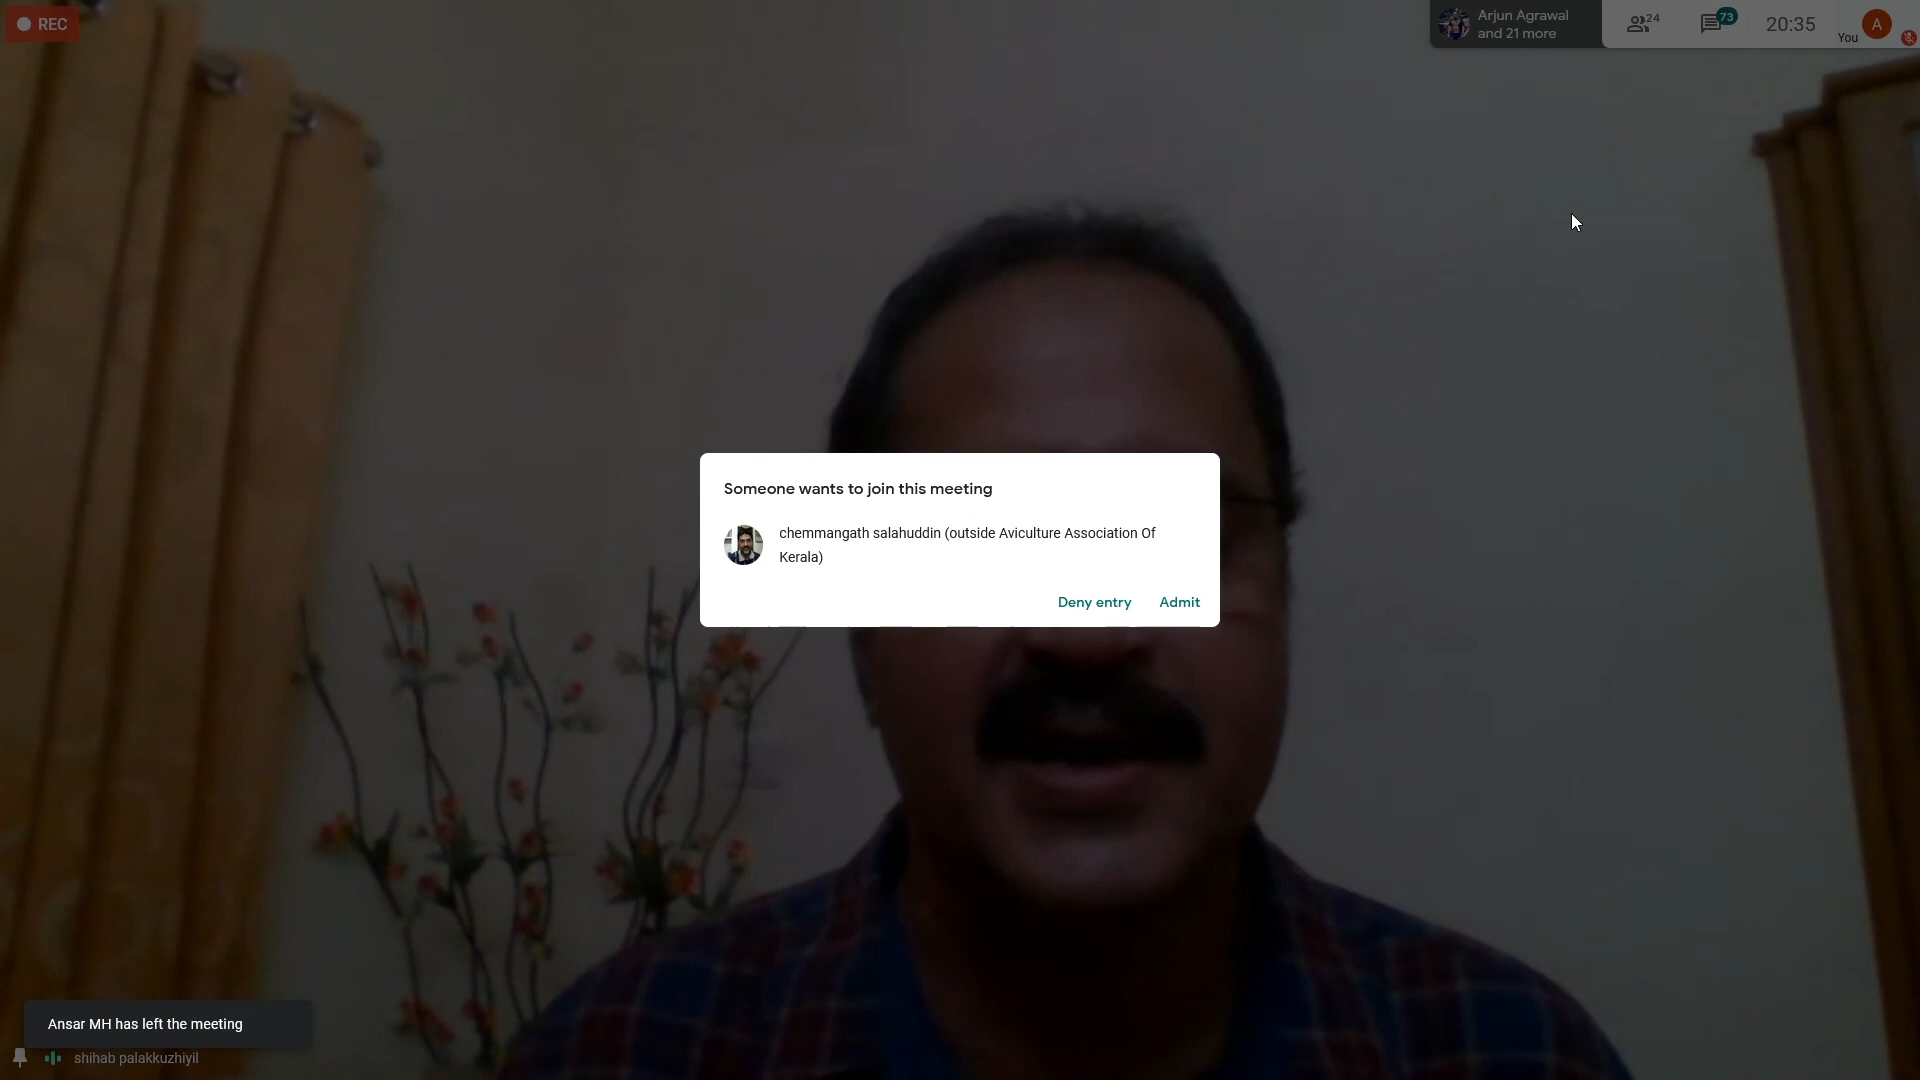 REC
Arjun Agrawal
and 21 more
24
73
20:35
You
A
Someone wants to join this meeting
chemmangath salahuddin (outside Aviculture Association Of
Kerala)
Deny entry
Admit
Ansar MH has left the meeting
shihab palakkuzhiyil